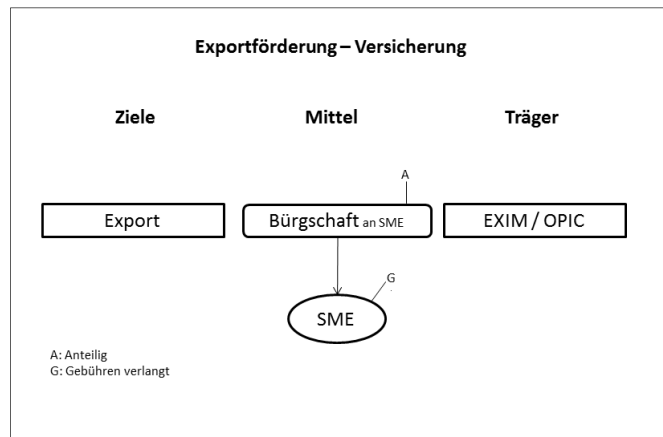 Exportförderung – Versicherung
Ziele Mittel Träger
A
Export Bürgschaft an SME EXIM / OPIC
G
SME
A: Anteilig
G: Gebühren verlangt